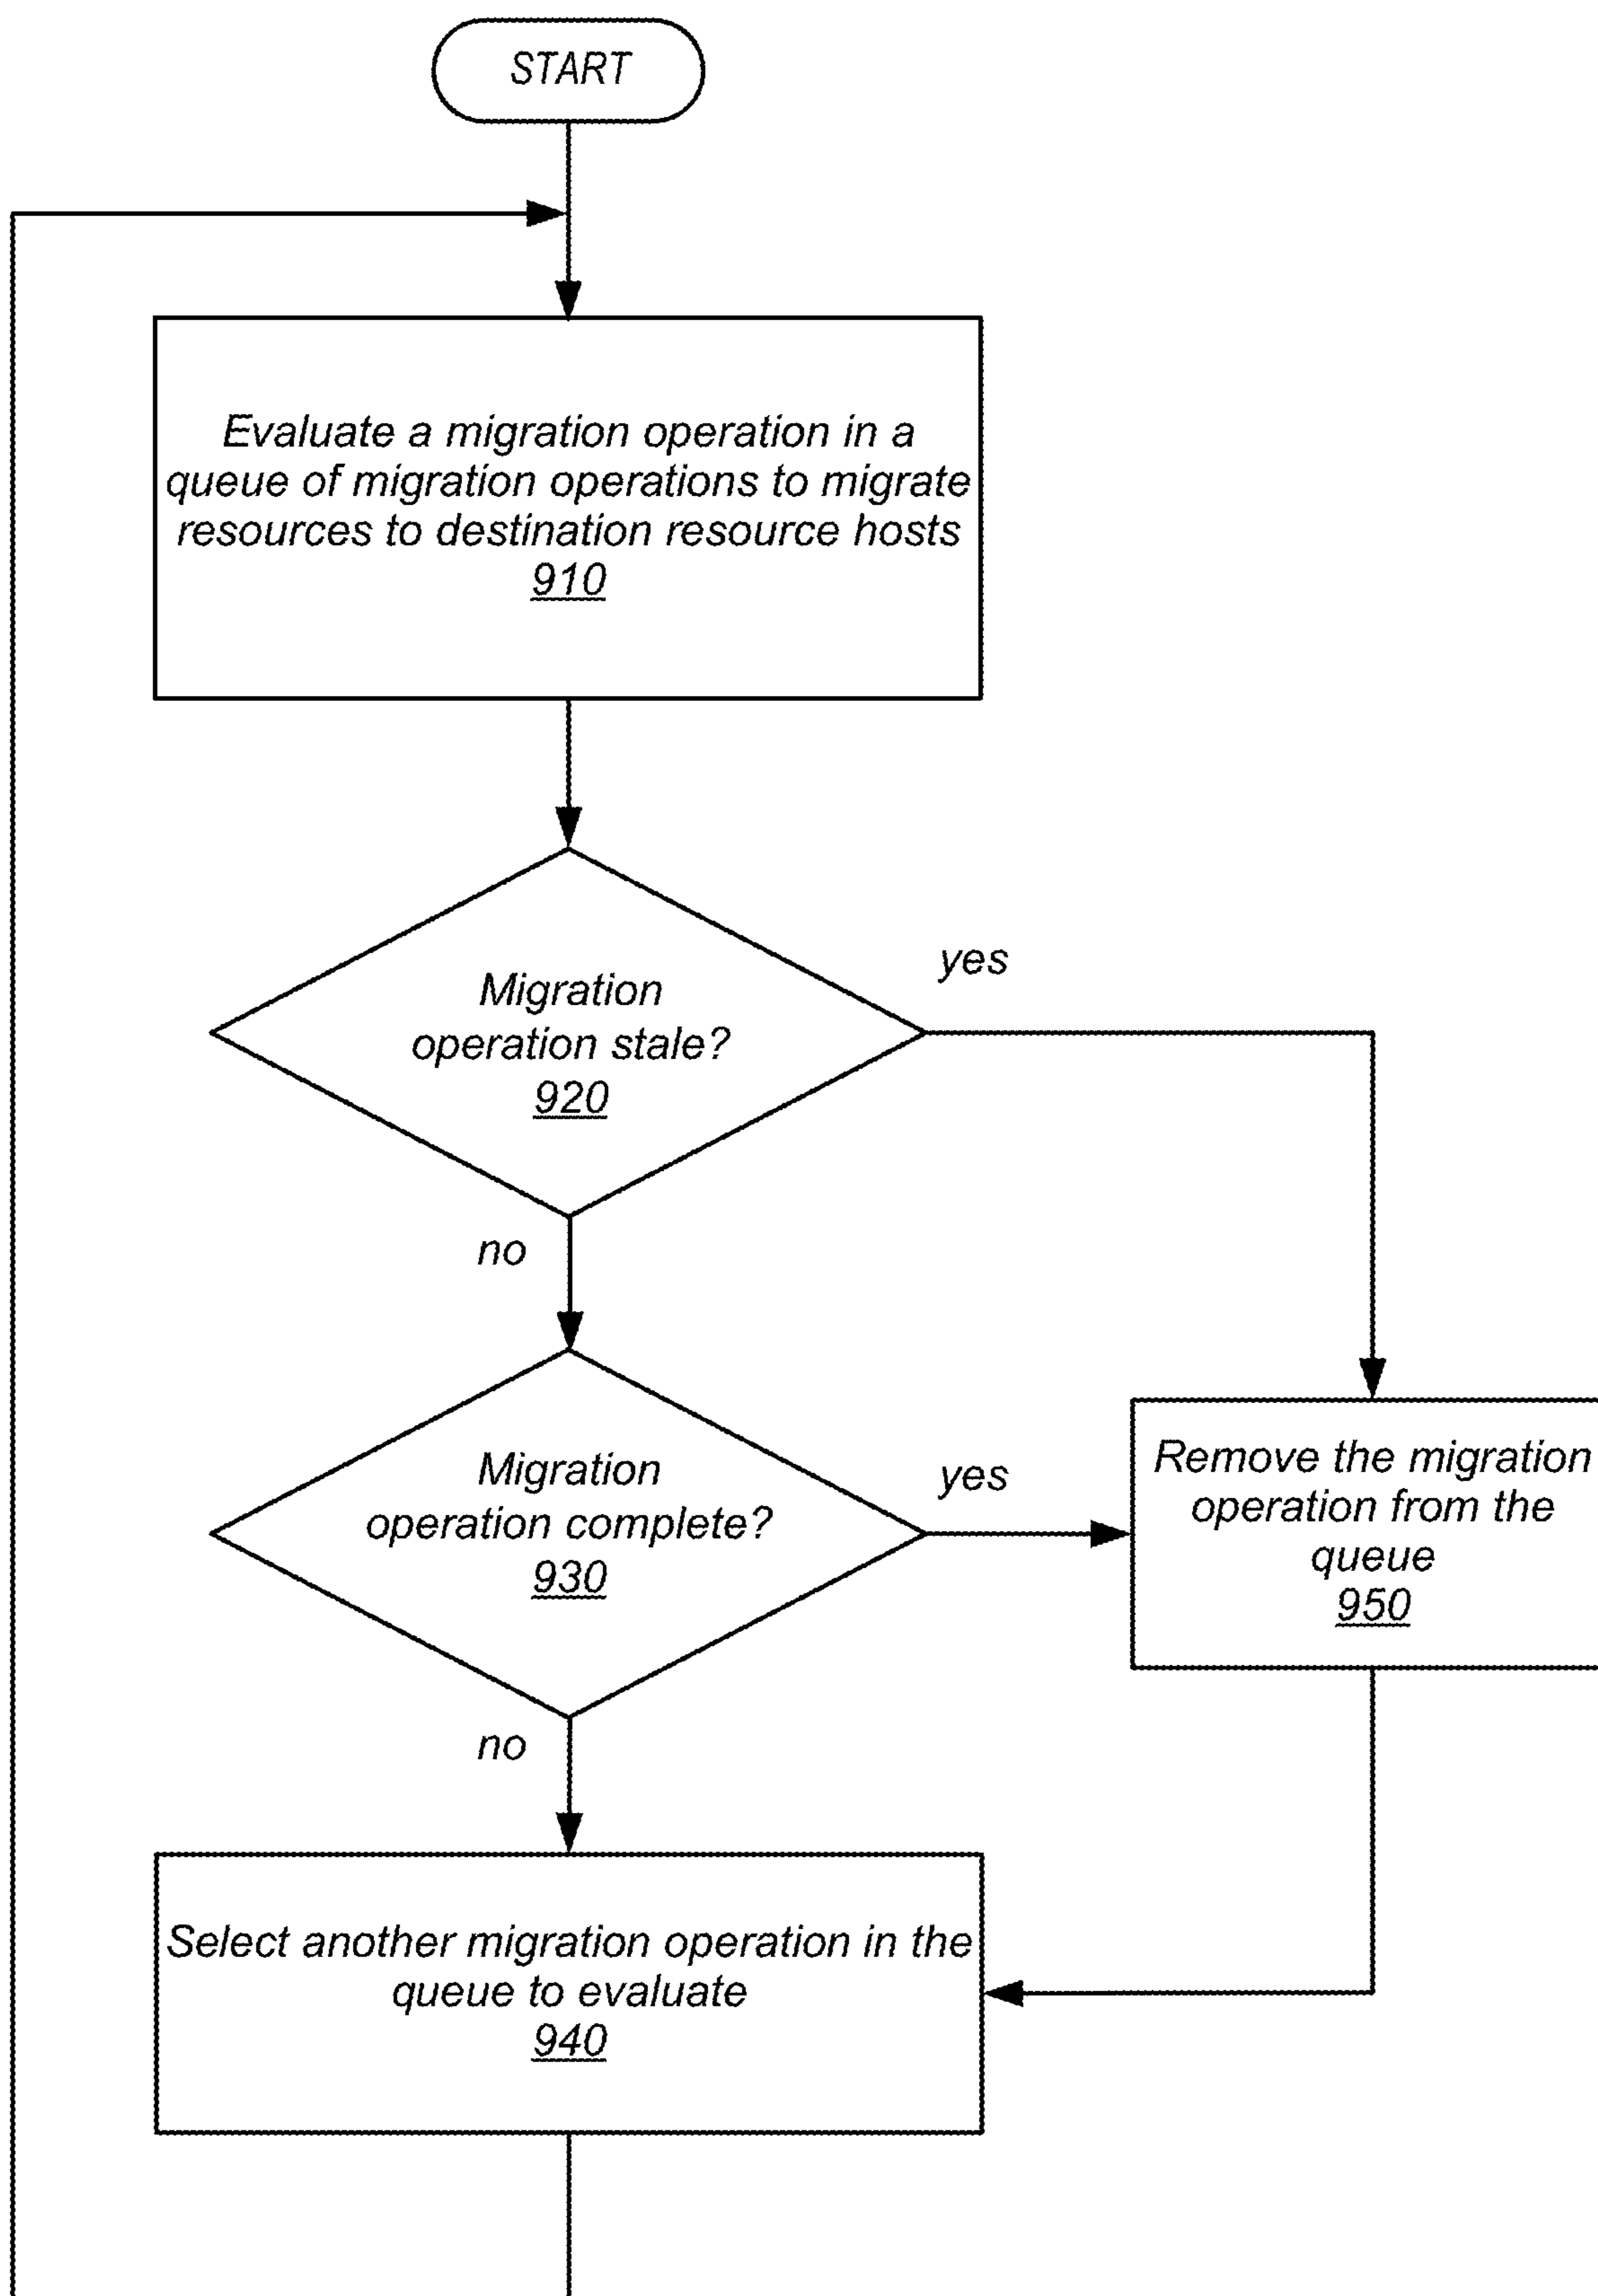 START
Evaluate a migration operation in a
queue of migration operations to migrate
resources to destination resource hosts
910
Migration
operation stale?
920
yes
no
Migration
operation complete?
930
yes
Remove the migration
operation from the
queue
950
no
Select another migration operation in the
queue to evaluate
940